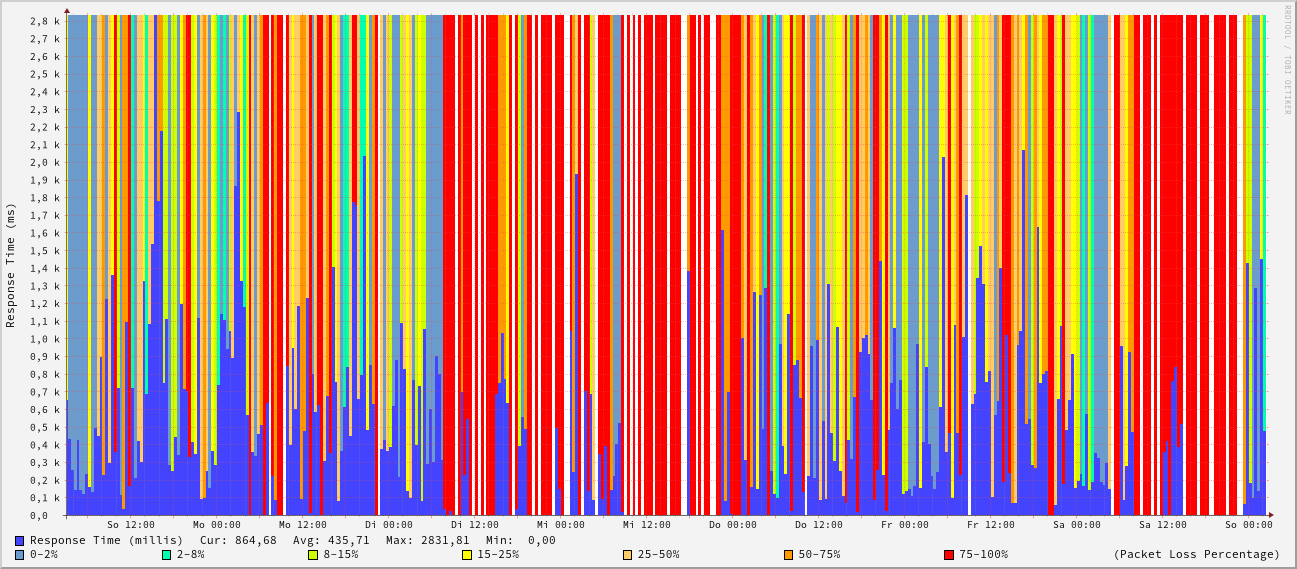 RRDTOOL / TOBI OETIKER
Response Time (ms)
2,8 k
2,7 k
2,6 k
2,5 k
2,4 k
2,3 k
2,2 k
2,1 k
2,0 k
1,9 k
1,8 k
1,7 k
1,6 k
1,5 k
1,4 k
1,3 k
1,2 k
1,1 k
1,0 k
0,9 k
0,8 k
0,7 k
0,6 k
0,5 k
0,4 k
0,3 k
0,2 k
0,1 k
0,0
So 12:00 Mo 00:00 Mo 12:00 Di 00:00 Di 12:00 Mi 00:00 Mi 12:00 Do 00:00 Do 12:00 Fr 00:00 Fr 12:00 Sa 00:00 Sa 12:00 So 00:00
Response Time (millis) Cur: 864,68 Avg: 435,71 Max: 2831,81 Min: 0,00
0-2% 2-8% 8-15% 15-25% 25-50% 50-75% 75-100% (Packet Loss Percentage)